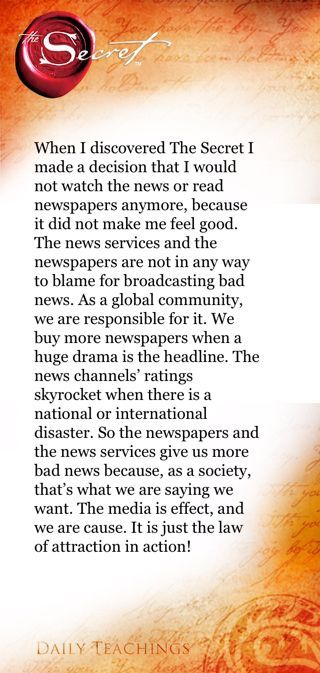 the Secret™
When I discovered The Secret I
made a decision that I would
not watch the news or read
newspapers anymore, because
it did not make me feel good.
The news services and the
newspapers are not in any way
to blame for broadcasting bad
news. As a global community,
we are responsible for it. We
buy more newspapers when a
huge drama is the headline. The
news channels’ ratings
skyrocket when there is a
national or international
disaster. So the newspapers and
the news services give us more
bad news because, as a society,
that’s what we are saying we
want. The media is effect, and
we are cause. It is just the law
of attraction in action!
DAILY TEACHINGS